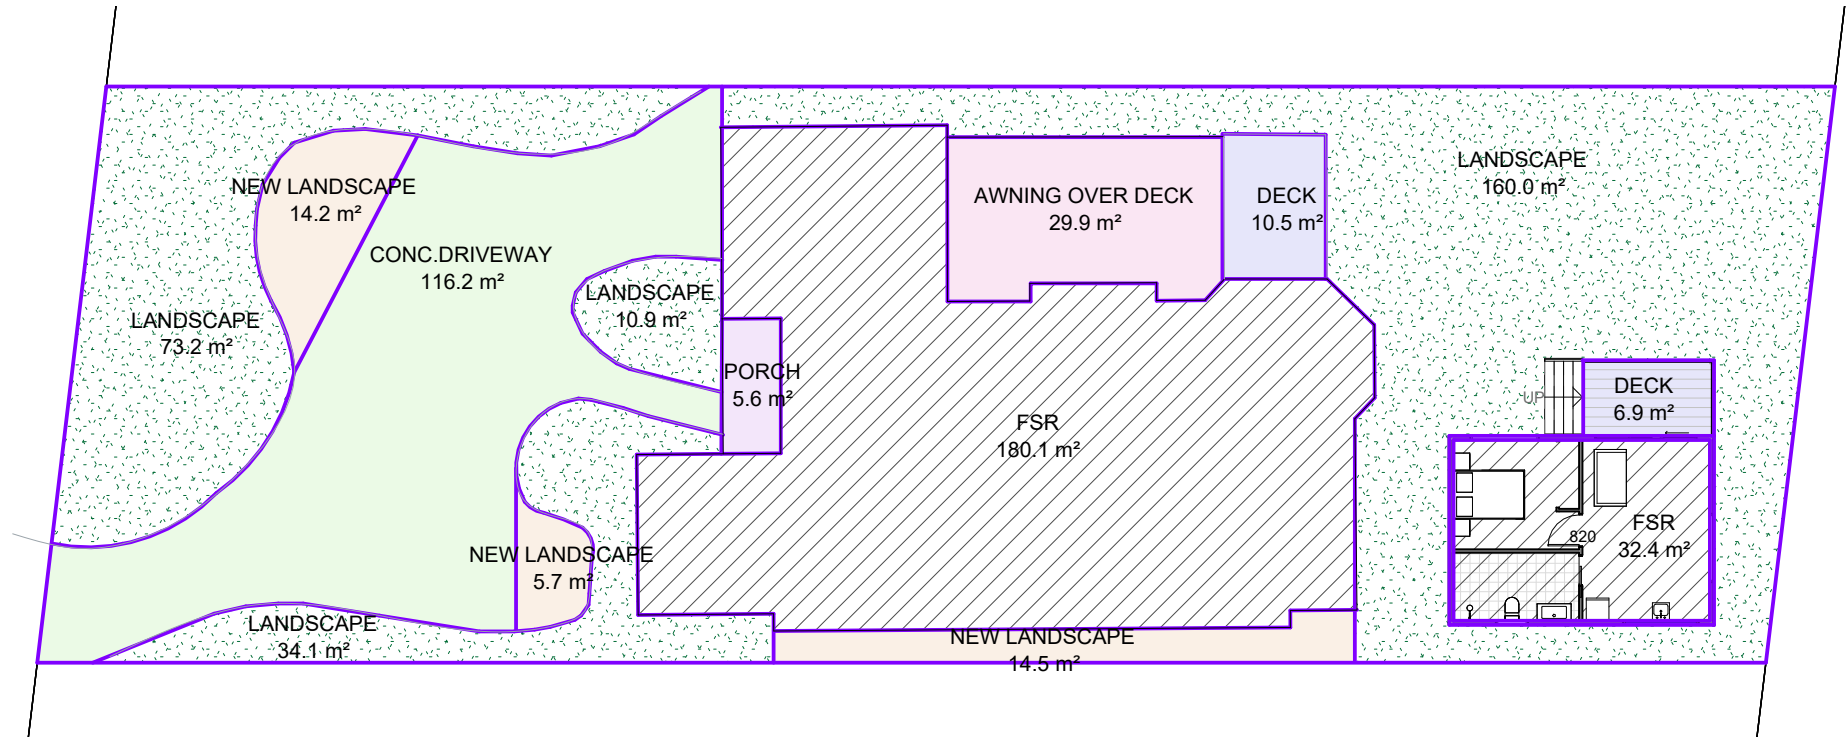 NEW LANDSCAPE
14.2 m²
CONC.DRIVEWAY
116.2 m²
LANDSCAPE
73.2 m²
LANDSCAPE
10.9 m²
PORCH
5.6 m²
NEW LANDSCAPE
5.7 m²
LANDSCAPE
34.1 m²
AWNING OVER DECK
29.9 m²
DECK
10.5 m²
LANDSCAPE
160.0 m²
FSR
180.1 m²
NEW LANDSCAPE
14.5 m²
UP
DECK
6.9 m²
820
FSR
32.4 m²